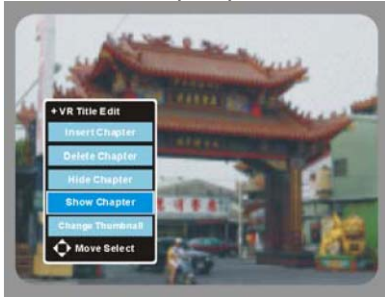 + VR Title Edit
Insert Chapter
Delete Chapter
Hide Chapter
Show Chapter
Change Thumbnail
Move Select